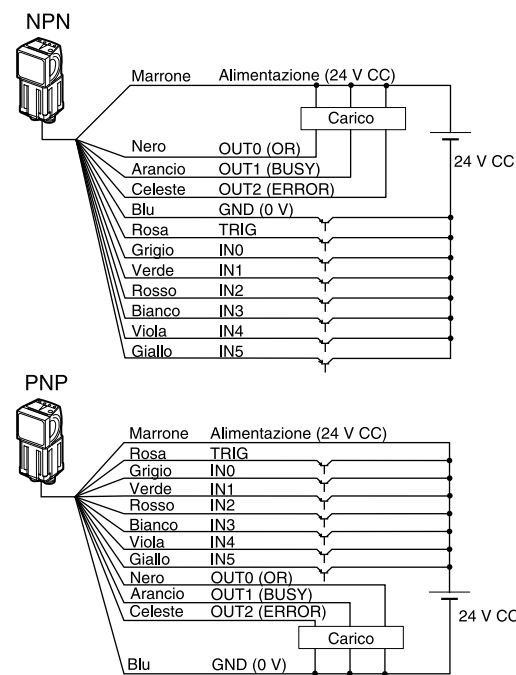 NPN
Marrone Alimentazione (24 V CC)
Carico
24 V CC
Nero OUT0 (OR)
Arancio OUT1 (BUSY)
Celeste OUT2 (ERROR)
Blu GND (0 V)
Rosa TRIG
Grigio IN0
Verde IN1
Rosso IN2
Bianco IN3
Viola IN4
Giallo IN5
PNP
Marrone Alimentazione (24 V CC)
Rosa TRIG
Grigio IN0
Verde IN1
Rosso IN2
Bianco IN3
Viola IN4
Giallo IN5
Nero OUT0 (OR)
Arancio OUT1 (BUSY)
Celeste OUT2 (ERROR)
24 V CC
Carico
Blu GND (0 V)